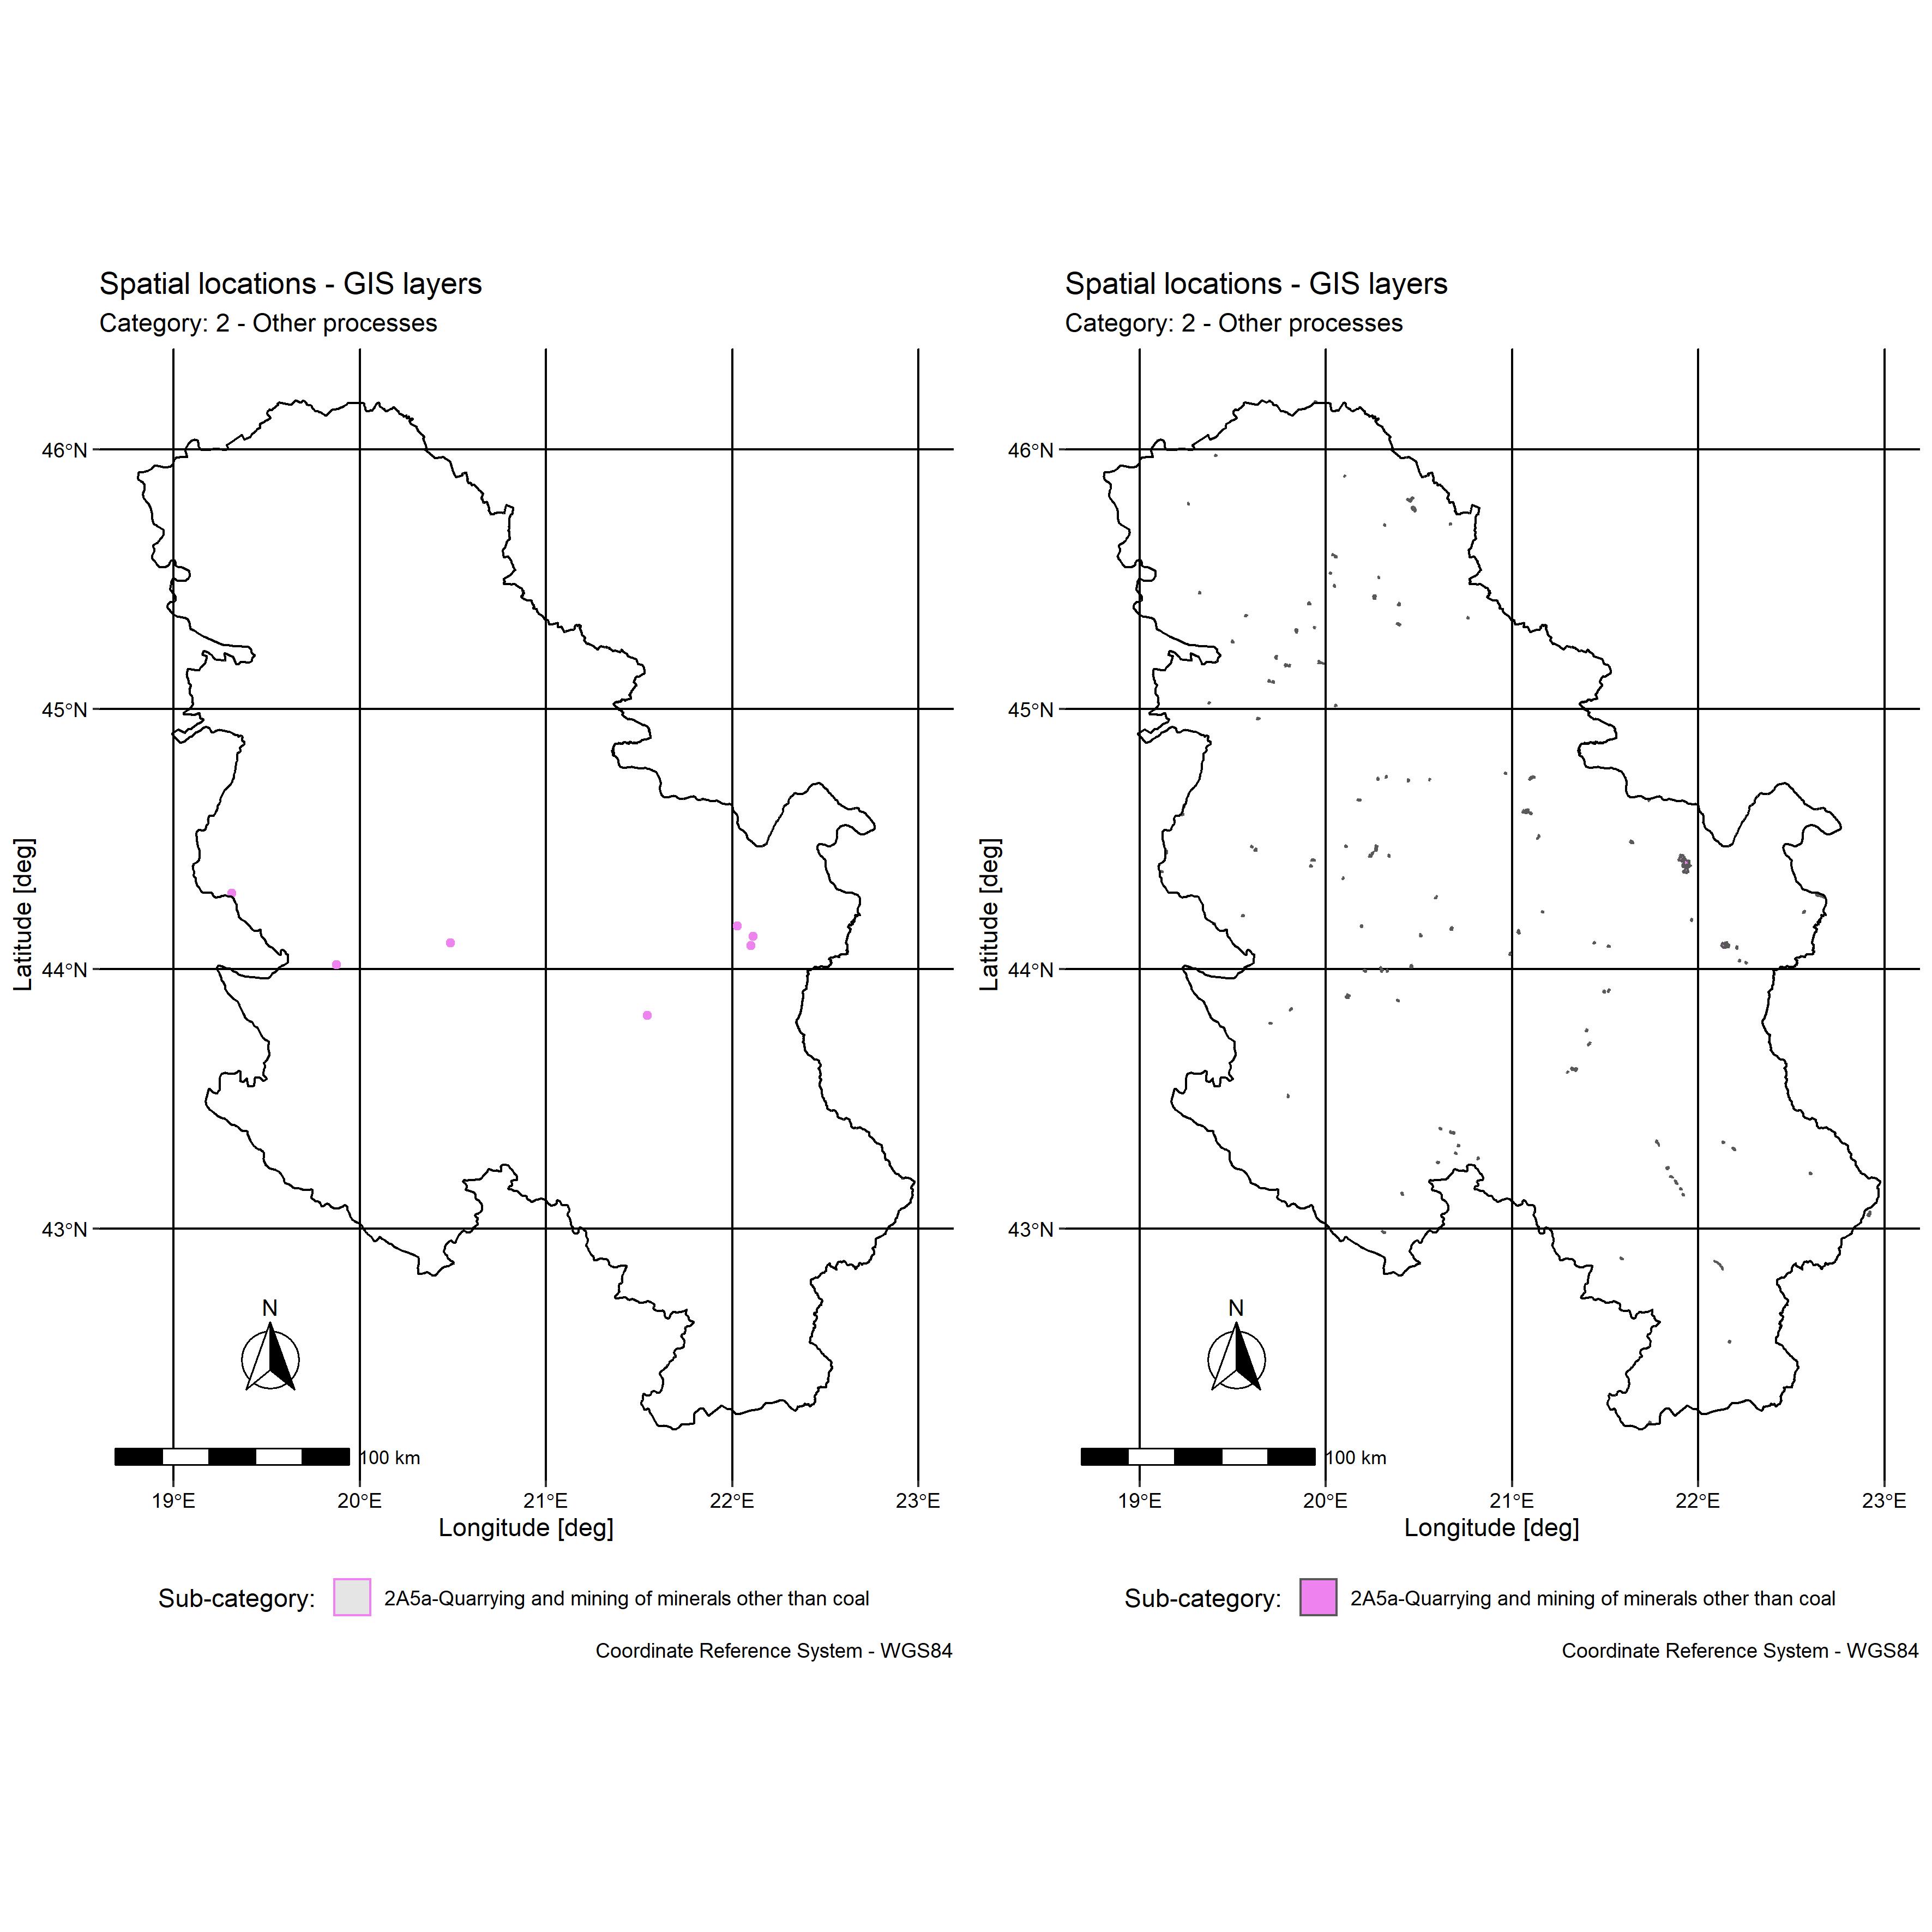 Spatial locations - GIS layers
Category: 2 - Other processes
46°N
45°N
44°N
43°N
Latitude [deg]
N
100 km
19°E 20°E 21°E 22°E 23°E
Longitude [deg]
Sub-category: 2A5a-Quarrying and mining of minerals other than coal
Coordinate Reference System - WGS84
Spatial locations - GIS layers
Category: 2 - Other processes
46°N
45°N
44°N
43°N
Latitude [deg]
N
100 km
19°E 20°E 21°E 22°E 23°E
Longitude [deg]
Sub-category: 2A5a-Quarrying and mining of minerals other than coal
Coordinate Reference System - WGS84